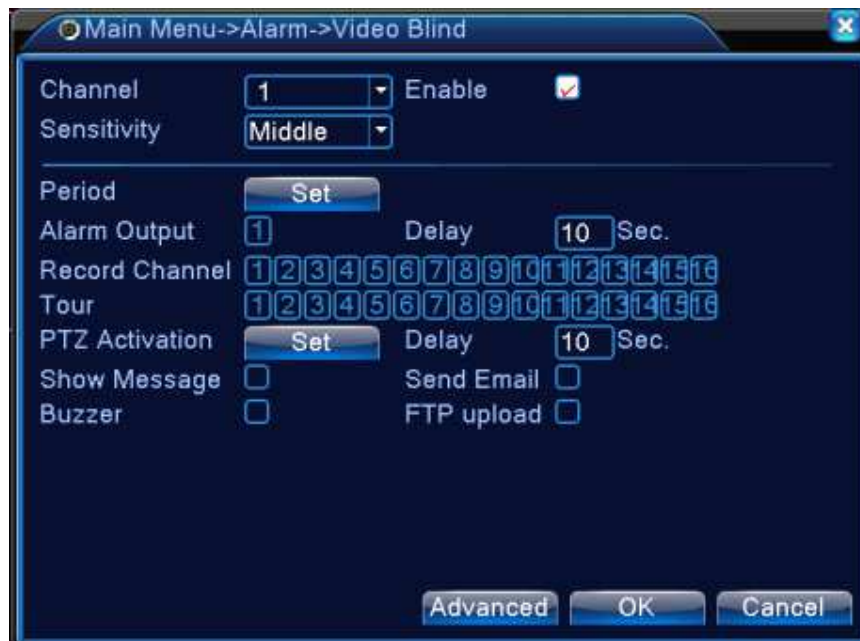 Main Menu->Alarm->Video Blind
Channel 1 Enable
Sensitivity Middle
Period Set
Alarm Output 1 Delay 10 Sec.
Record Channel 1 2 3 4 5 6 7 8 9 10 11 12 13 14 15 16
Tour 1 2 3 4 5 6 7 8 9 10 11 12 13 14 15 16
PTZ Activation Set Delay 10 Sec.
Show Message Send Email
Buzzer FTP upload
Advanced OK Cancel